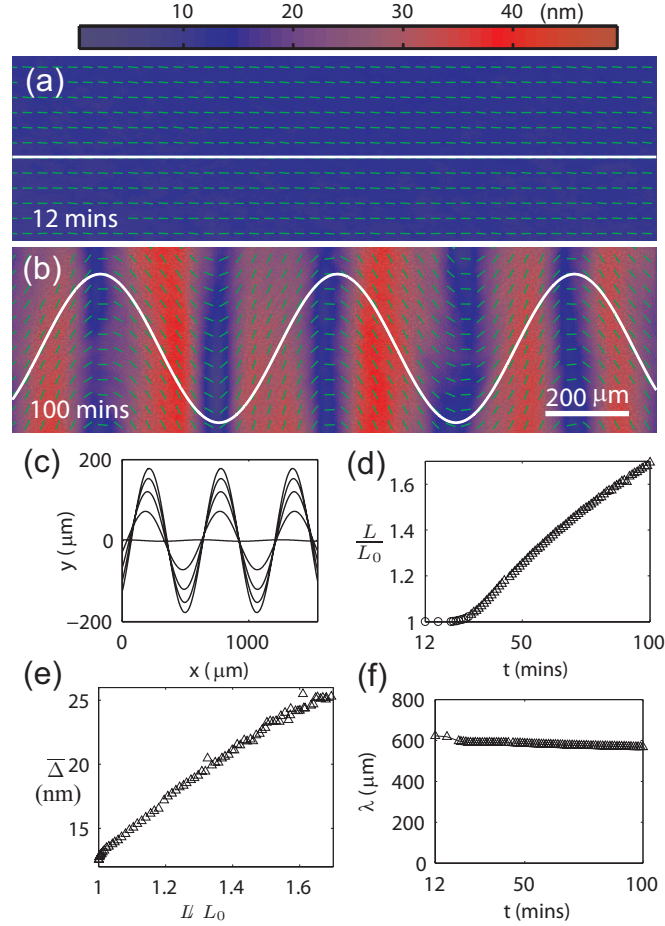 10 20 30 40 (nm)
(a)
12 mins
(b)
100 mins
200 μm
(c)
200
0
−200
y (μm)
0 1000
x (μm)
(d)
L
L0
1.6
1.4
1.2
1
12 50 100
t (mins)
(e)
25
20
15
Δ
(nm)
1 1.2 1.4 1.6
L/ L0
(f)
800
600
400
200
0
λ (μm)
12 50 100
t (mins)